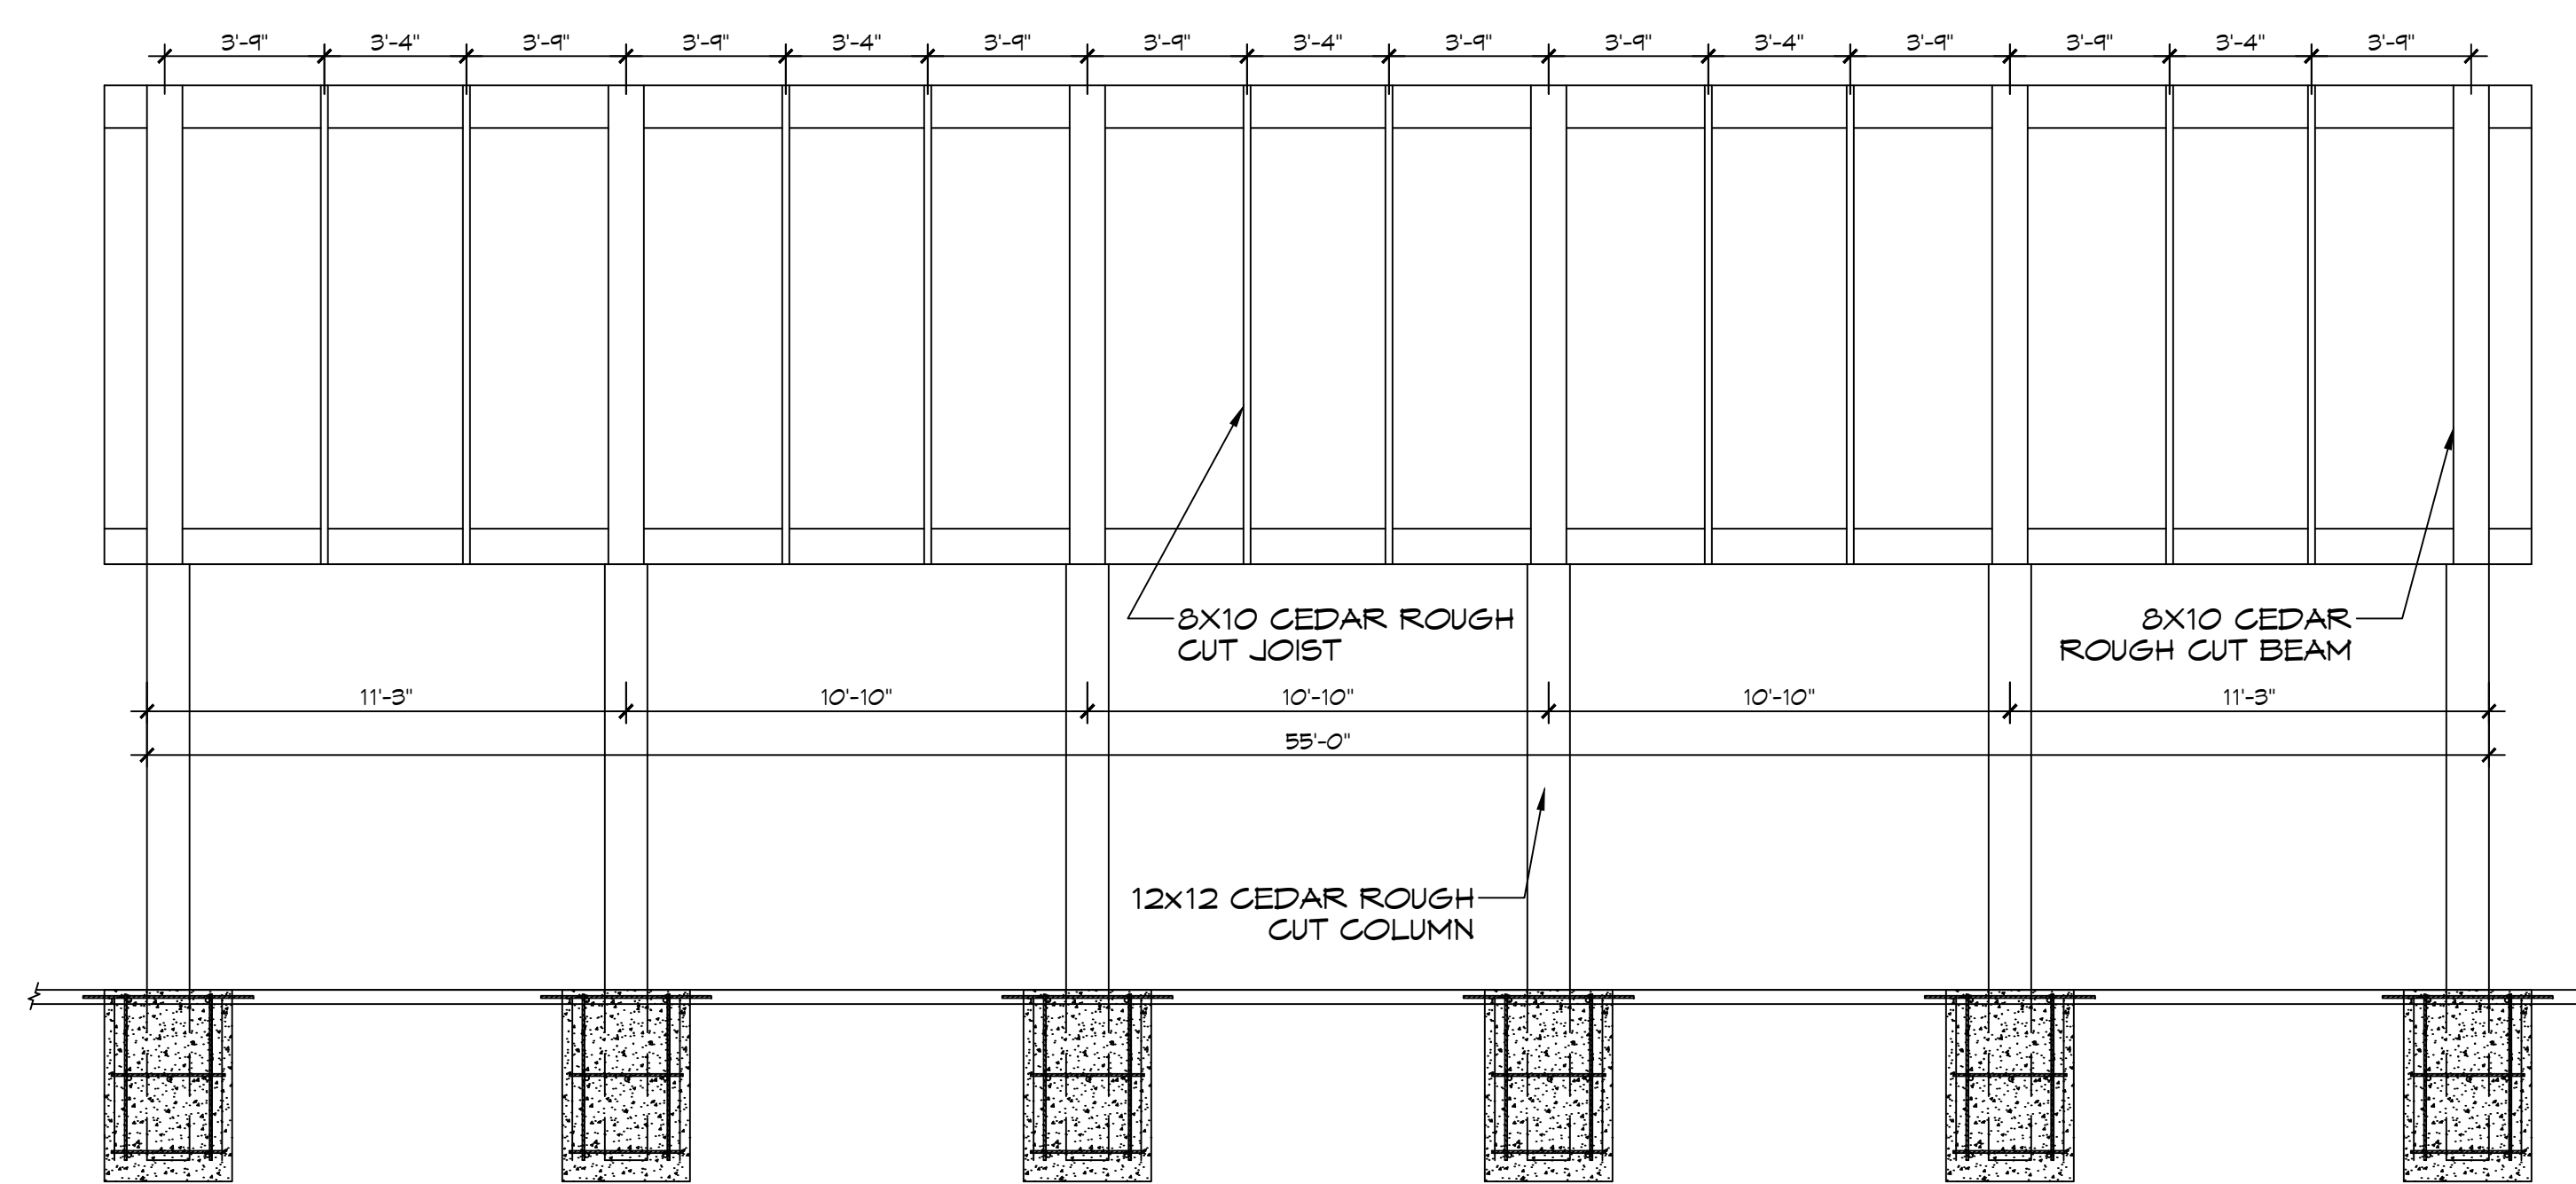 3'-9" 3'-4" 3'-9" 3'-9" 3'-4" 3'-9" 3'-9" 3'-4" 3'-9" 3'-9" 3'-4" 3'-9" 3'-9" 3'-4" 3'-9"
8X10 CEDAR ROUGH
CUT JOIST
8X10 CEDAR
ROUGH CUT BEAM
11'-3" 10'-10" 10'-10" 10'-10" 11'-3"
55'-0"
12x12 CEDAR ROUGH
CUT COLUMN